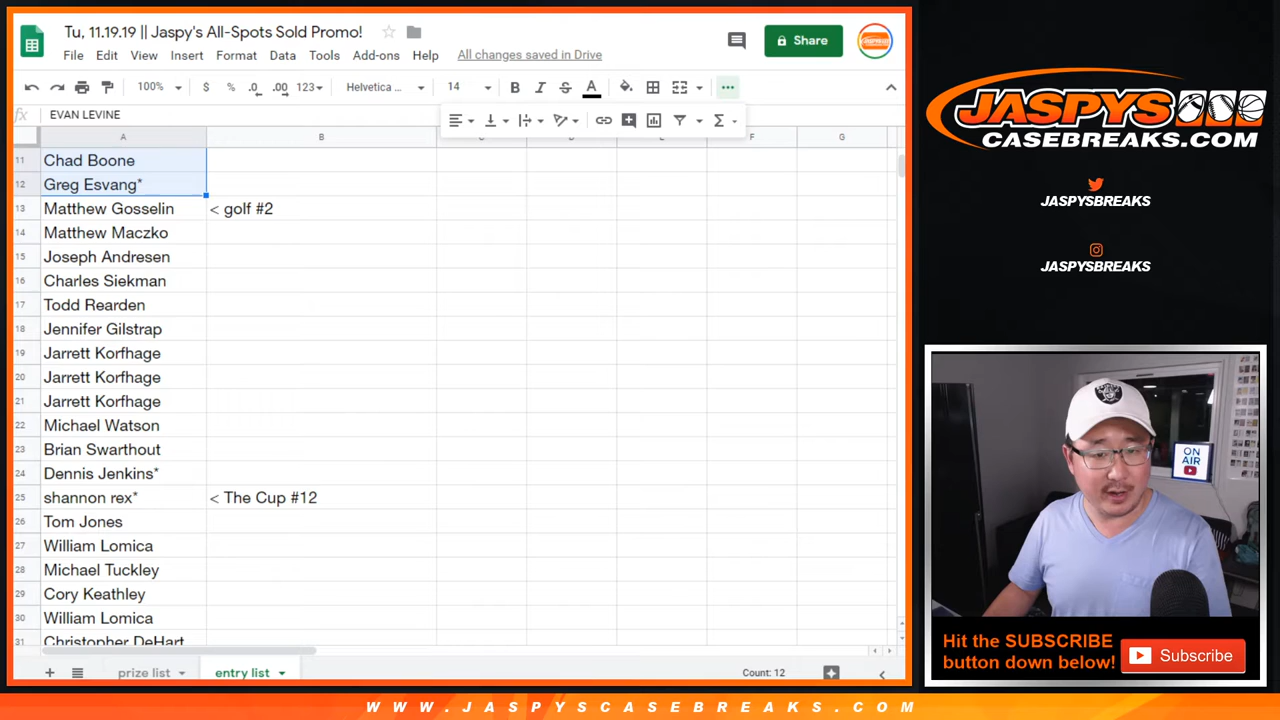 Tu, 11.19.19 || Jaspy's All-Spots Sold Promo!
File Edit View Insert Format Data Tools Add-ons Help All changes saved in Drive
Share
100% $ % .0 .00 123 Helvetica ... 14 B I S A
fx EVAN LEVINE
A B F G
11 Chad Boone
12 Greg Esvang*
13 Matthew Gosselin < golf #2
14 Matthew Maczko
15 Joseph Andresen
16 Charles Siekman
17 Todd Rearden
18 Jennifer Gilstrap
19 Jarrett Korfhage
20 Jarrett Korfhage
21 Jarrett Korfhage
22 Michael Watson
23 Brian Swarthout
24 Dennis Jenkins*
25 shannon rex* < The Cup #12
26 Tom Jones
27 William Lomica
28 Michael Tuckley
29 Cory Keathley
30 William Lomica
31 Christopher DeHart
prize list entry list Count: 12
JASPYS
CASEBREAKS.COM
JASPYSBREAKS
JASPYSBREAKS
ON AIR
Hit the SUBSCRIBE
button down below!
Subscribe
WWW.JASPYSCASEBREAKS.COM